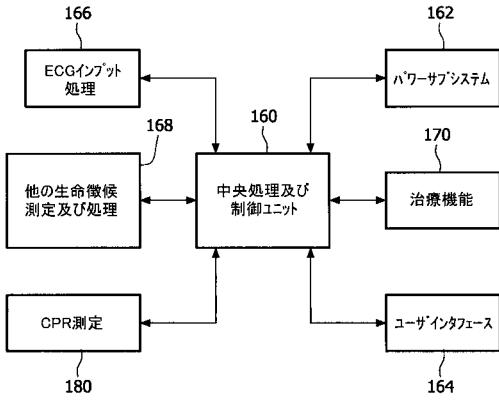 166
ECGインプット
処理
168
他の生命徴候
測定及び処理
CPR測定
180
160
中央処理及び
制御ユニット
162
パワーサブシステム
170
治療機能
ユーザインタフェース
164